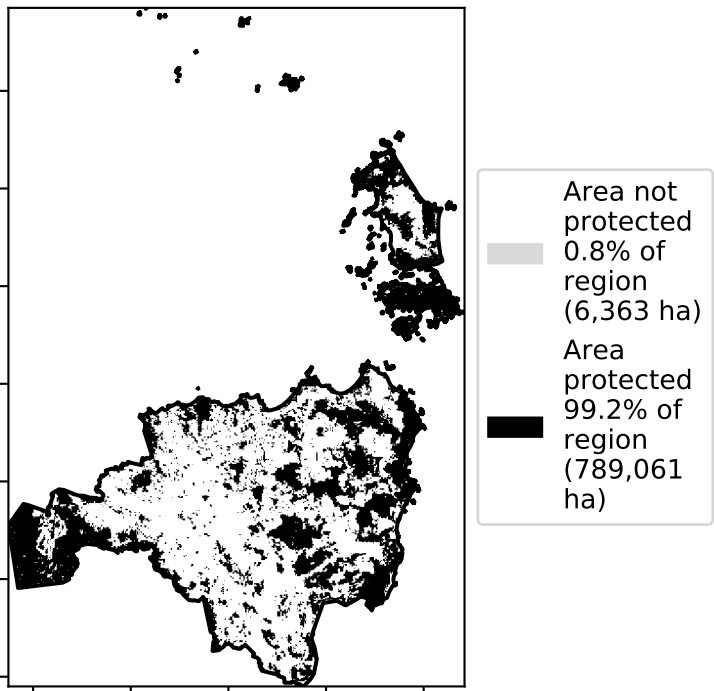 Area not
protected
0.8% of
region
(6,363 ha)
Area
protected
99.2% of
region
(789,061
ha)